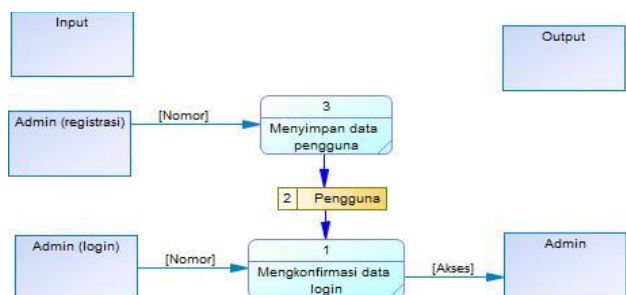 Input
Output
Admin (registrasi)
[Nomor]
3
Menyimpan data
pengguna
2 Pengguna
Admin (login)
[Nomor]
1
Mengkonfirmasi data
login
[Akses]
Admin